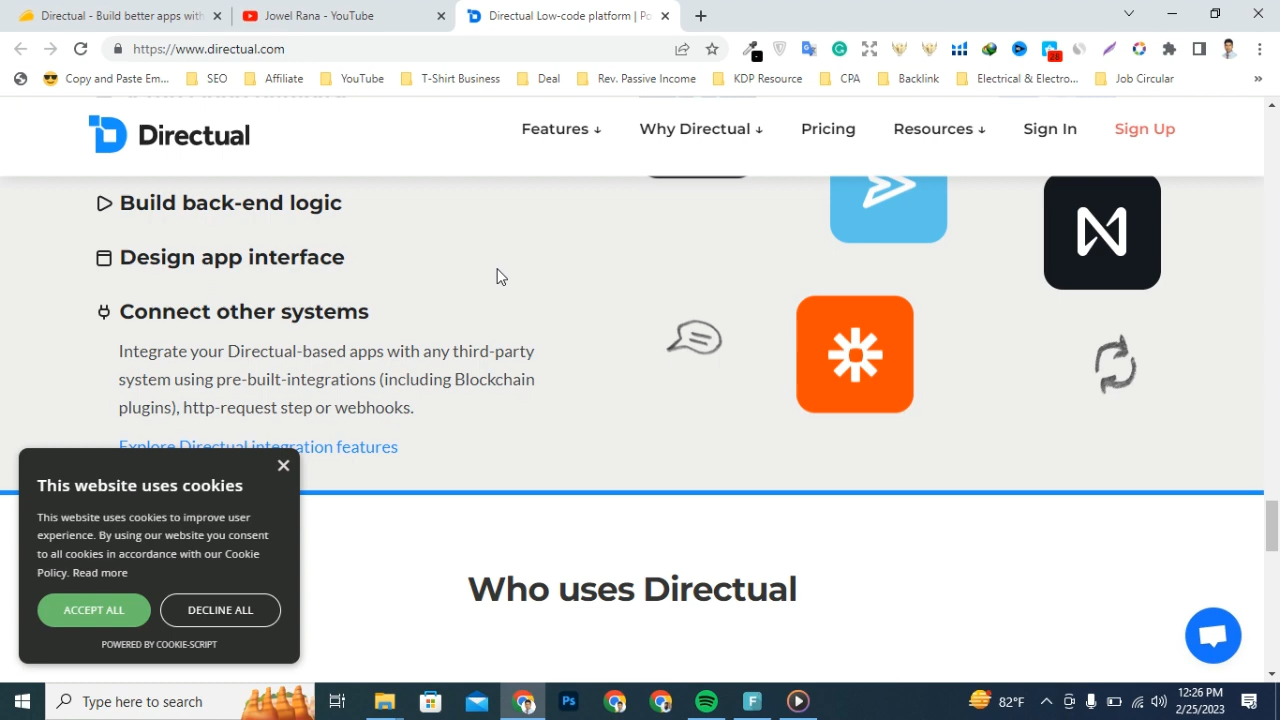 Directual - Build better apps with
Jowel Rana - YouTube
Directual Low-code platform | Po
https://www.directual.com
28
Copy and Paste Em...
SEO
Affiliate
YouTube
T-Shirt Business
Deal
Rev. Passive Income
KDP Resource
CPA
Backlink
Electrical & Electro...
Job Circular
»
Directual
Features ↓
Why Directual ↓
Pricing
Resources ↓
Sign In
Sign Up
Build back-end logic
Design app interface
Connect other systems
Integrate your Directual-based apps with any third-party
system using pre-built-integrations (including Blockchain
plugins), http-request step or webhooks.
Explore Directual integration features
This website uses cookies
This website uses cookies to improve user
experience. By using our website you consent
to all cookies in accordance with our Cookie
Policy. Read more
ACCEPT ALL
DECLINE ALL
POWERED BY COOKIE-SCRIPT
Who uses Directual
Type here to search
Ps
F
82°F
12:26 PM
2/25/2023